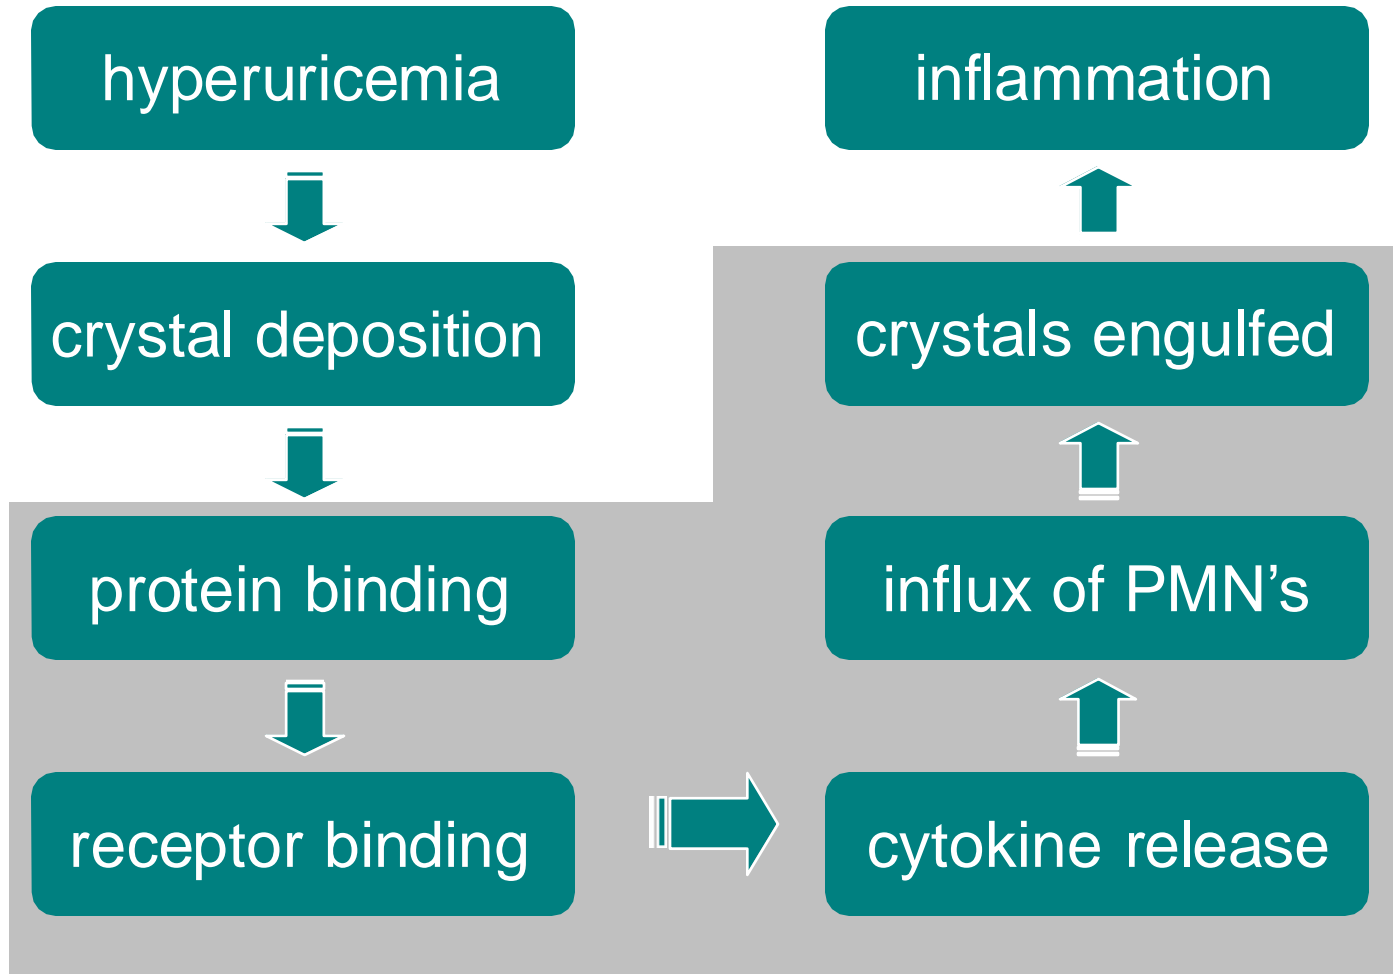 hyperuricemia
crystal deposition
protein binding
receptor binding
cytokine release
influx of PMN’s
crystals engulfed
inflammation